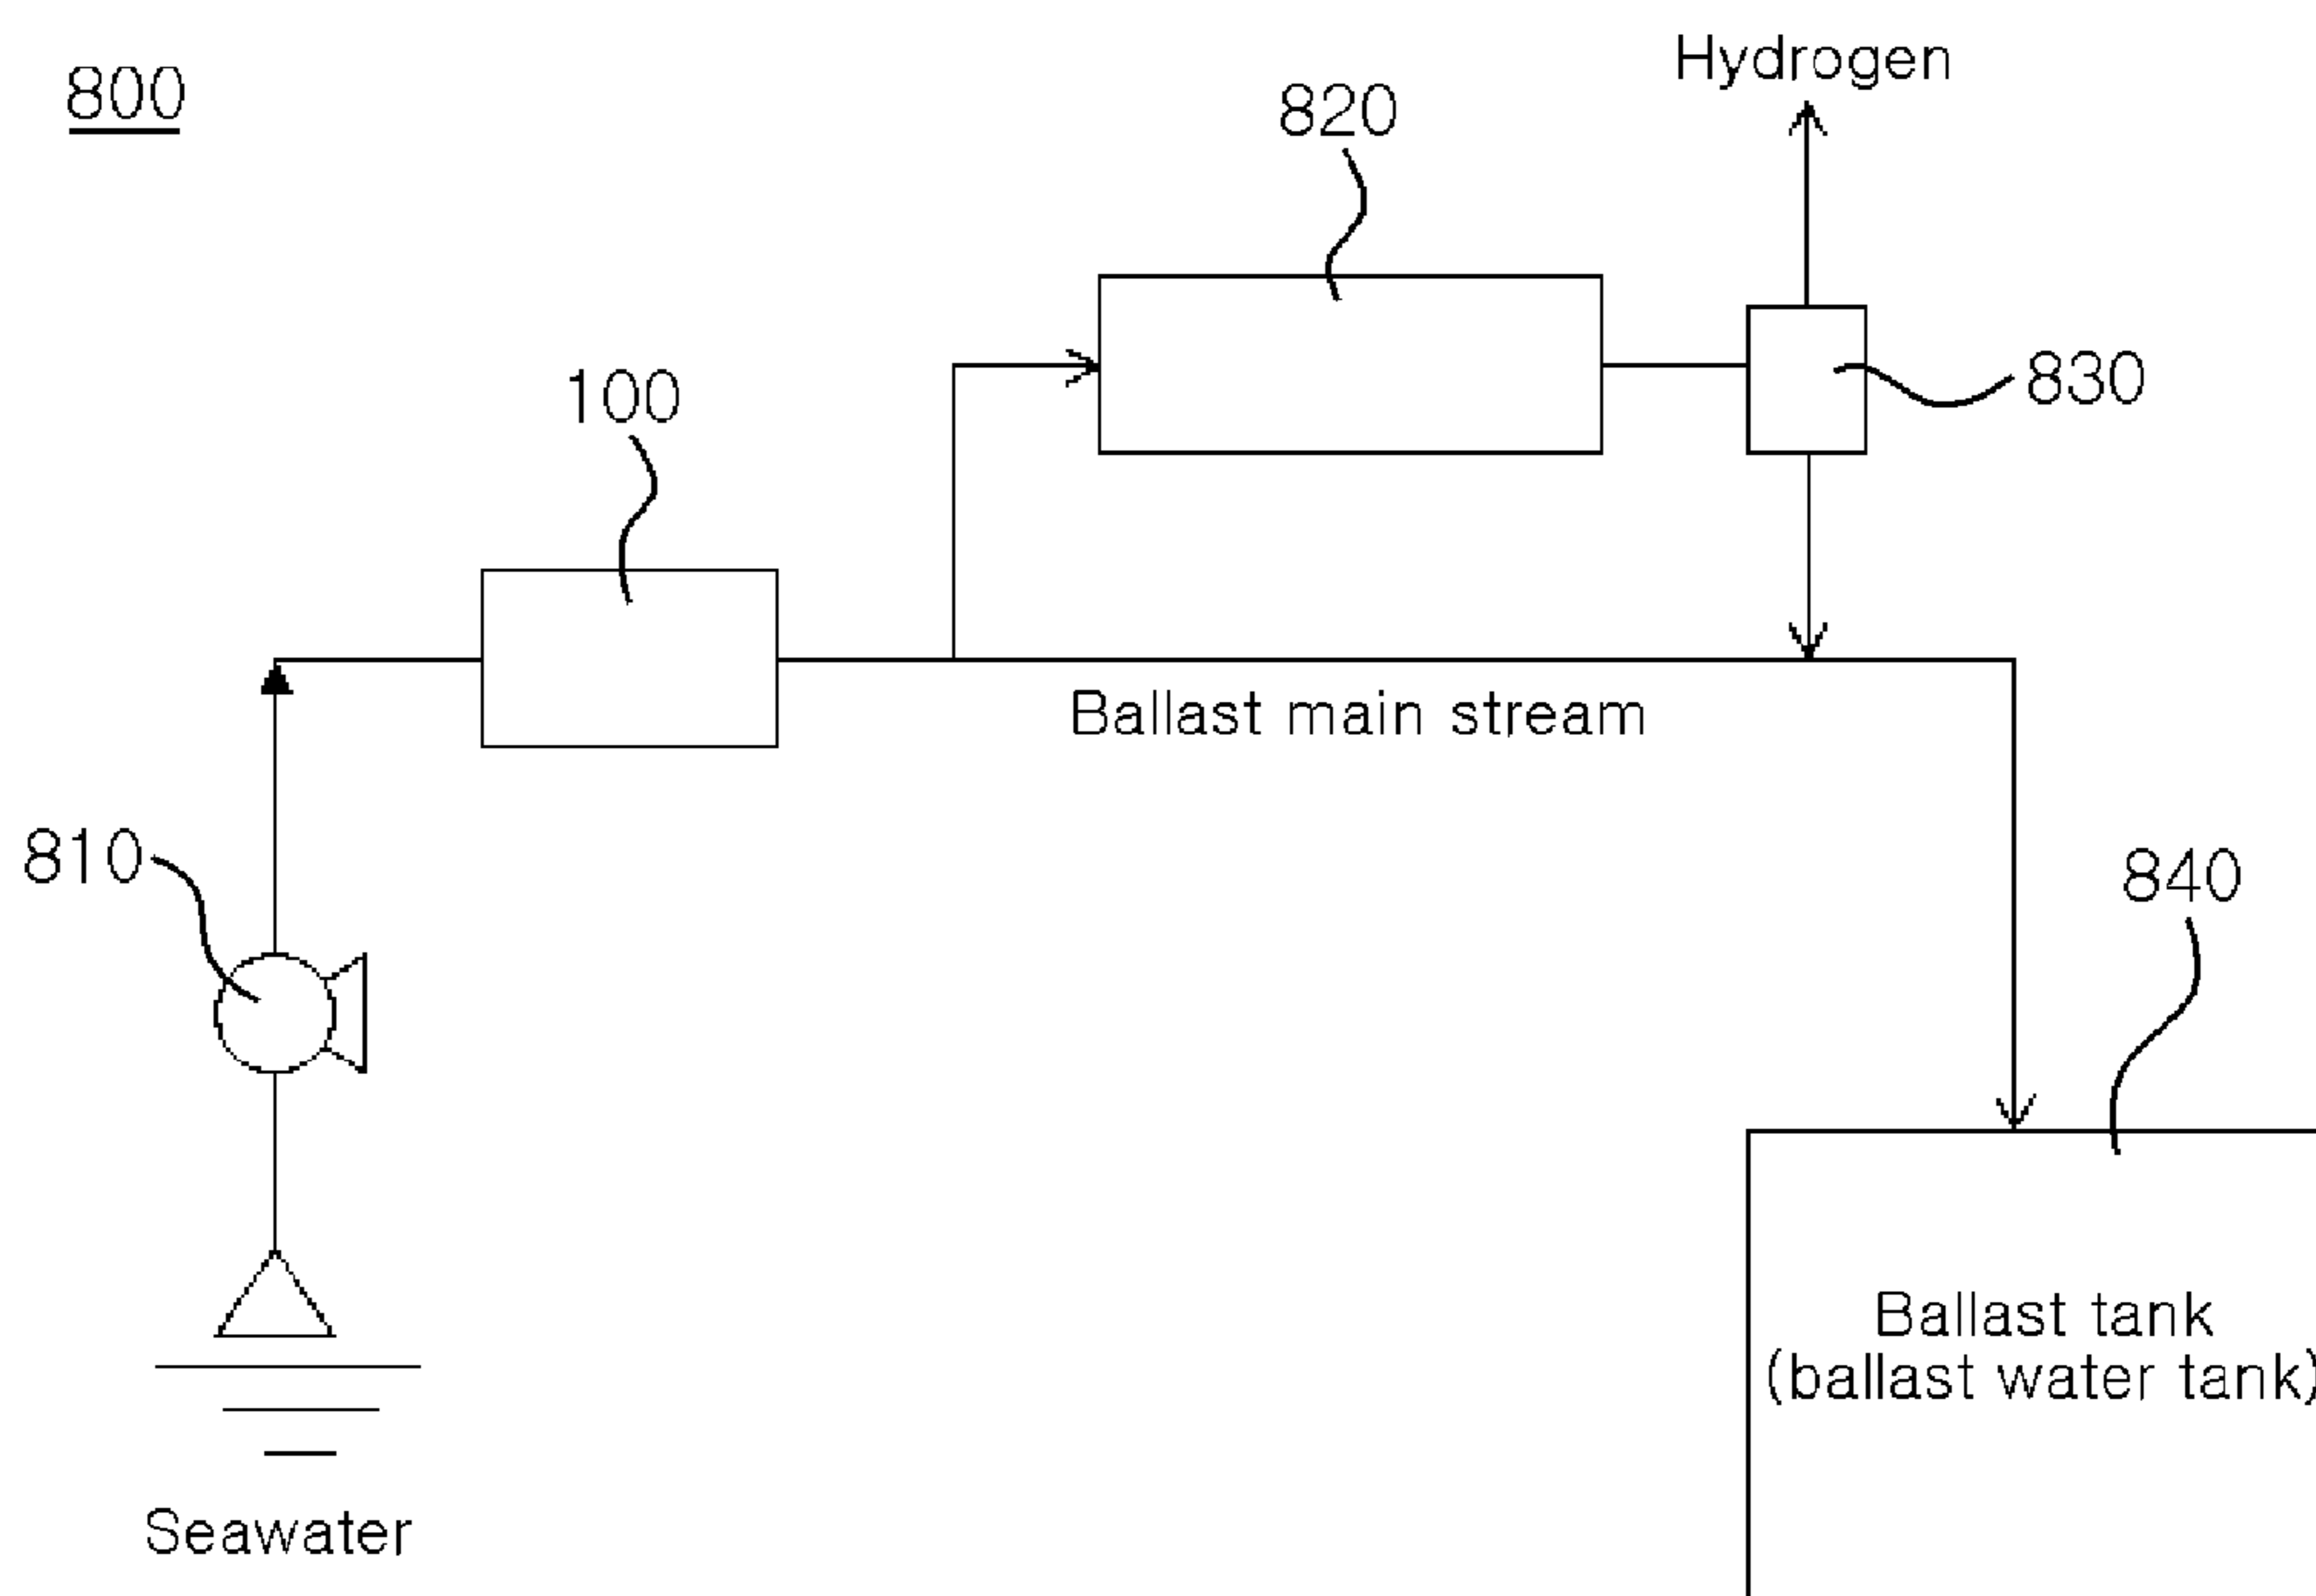 800
Hydrogen
820
830
100
Ballast main stream
810
840
Ballast tank
(ballast water tank)
Seawater